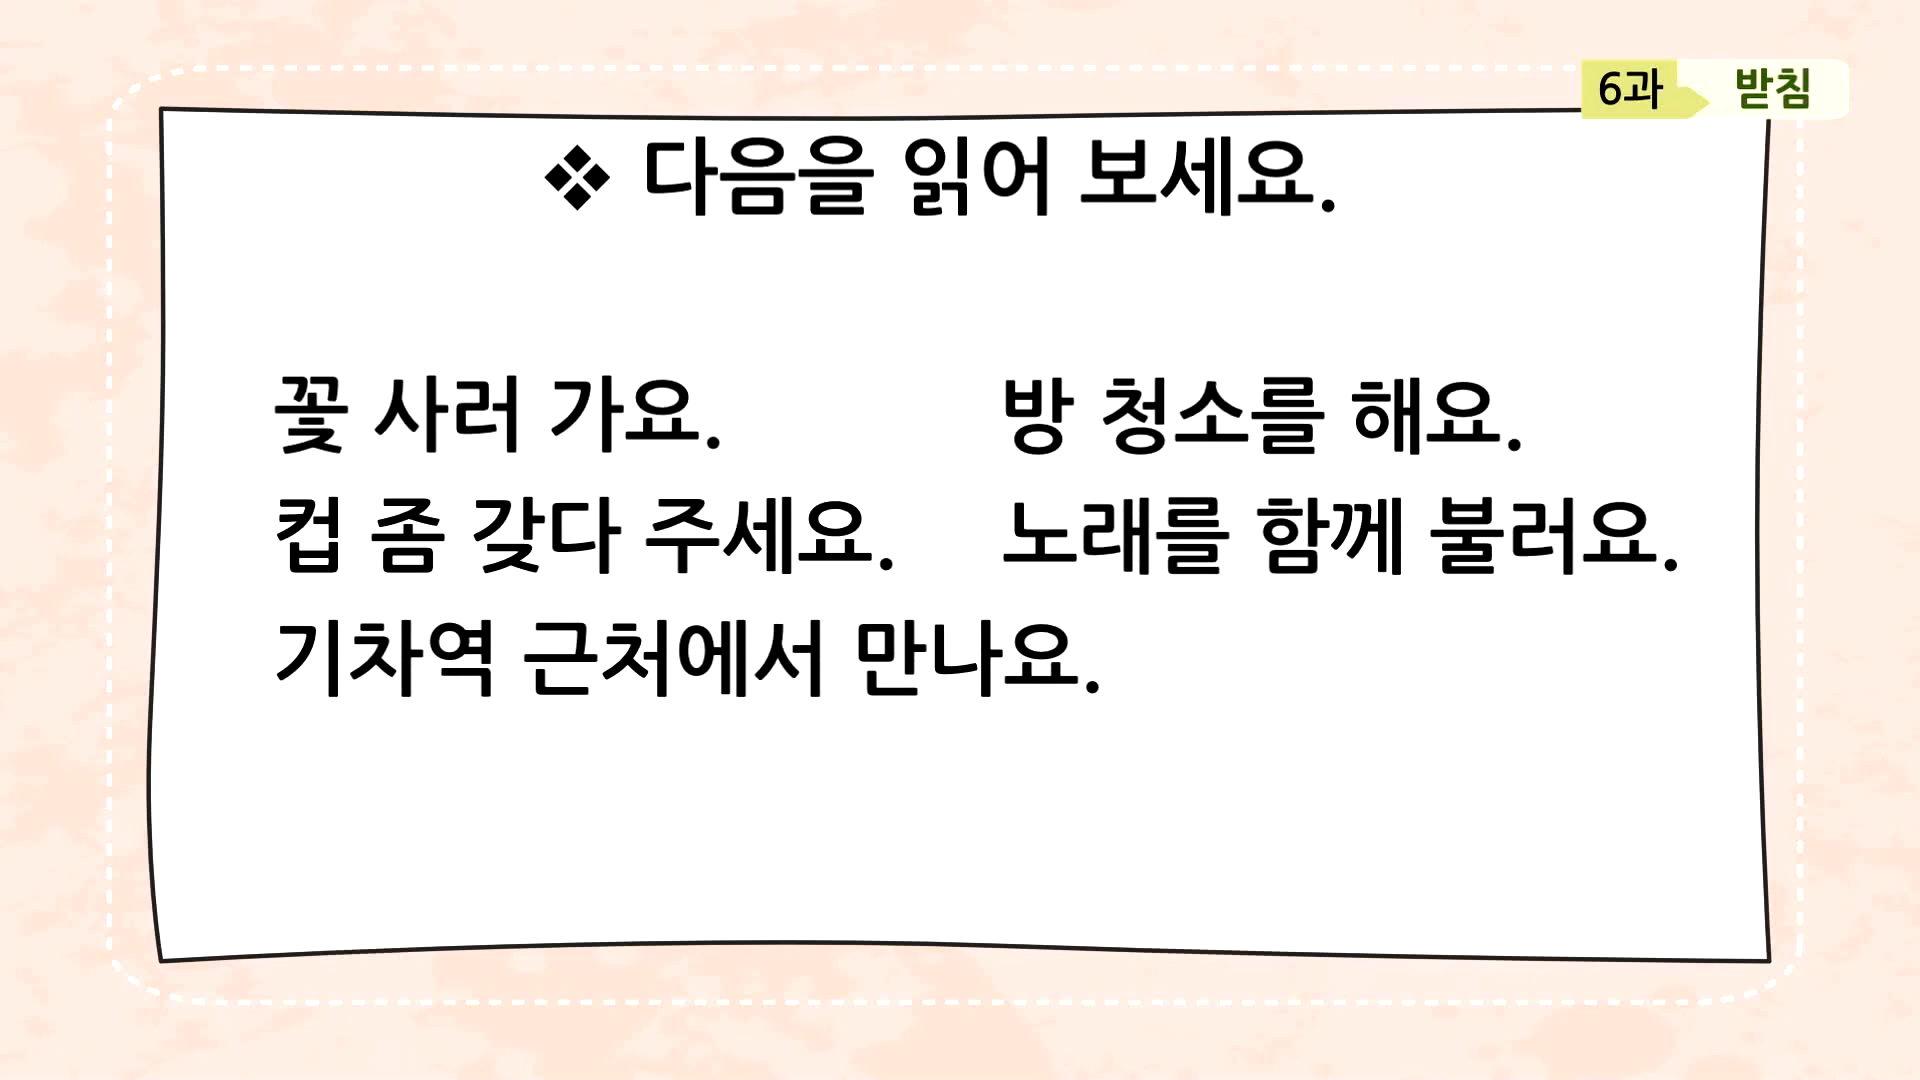 6과 받침
❖ 다음을 읽어 보세요.
꽃 사러 가요. 방 청소를 해요.
컵 좀 갖다 주세요. 노래를 함께 불러요.
기차역 근처에서 만나요.